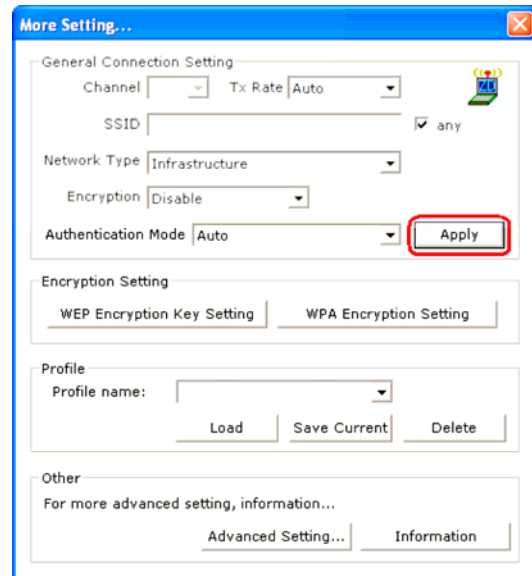 More Setting...
General Connection Setting
Channel Tx Rate Auto
ZD
SSID any
Network Type Infrastructure
Encryption Disable
Authentication Mode Auto Apply
Encryption Setting
WEP Encryption Key Setting WPA Encryption Setting
Profile
Profile name:
Load Save Current Delete
Other
For more advanced setting, information...
Advanced Setting... Information